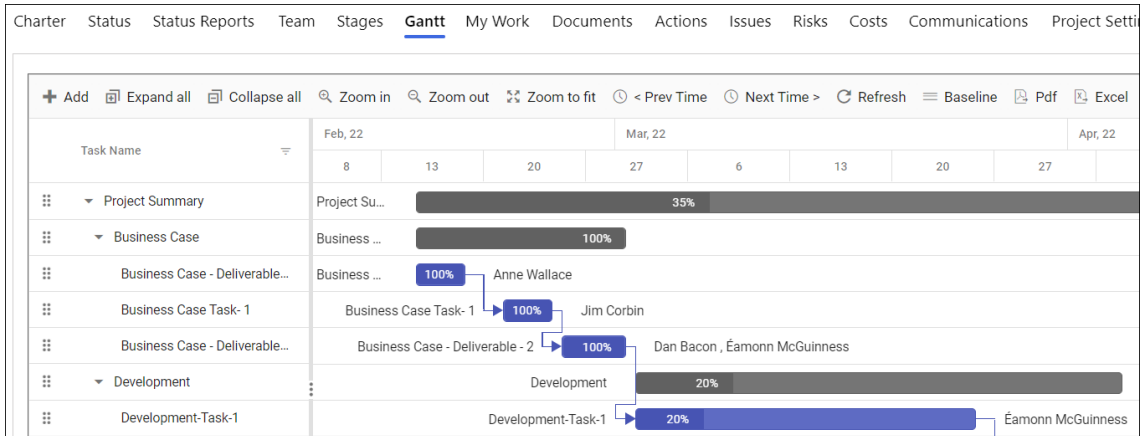 Charter Status Status Reports Team Stages Gantt My Work Documents Actions Issues Risks Costs Communications Project Setti
Add Expand all Collapse all Zoom in Zoom out Zoom to fit < Prev Time Next Time > Refresh Baseline Pdf Excel
Task Name
Feb, 22 Mar, 22 Apr, 22
8 13 20 27 6 13 20 27
Project Summary Project Su... 35%
Business Case Business ... 100%
Business Case - Deliverable... Business ... 100% Anne Wallace
Business Case Task- 1 Business Case Task- 1 100% Jim Corbin
Business Case - Deliverable... Business Case - Deliverable - 2 100% Dan Bacon , Éamonn McGuinness
Development Development 20%
Development-Task-1 Development-Task-1 20% Éamonn McGuinness